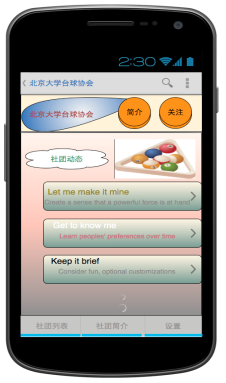 2:30
北京大学台球协会
北京大学台球协会
简介
关注
社团动态
Let me make it mine
Create a sense that a powerful force is at hand
Get to know me
Learn peoples' preferences over time
Keep it brief
Consider fun, optional customizations
社团列表
社团简介
设置